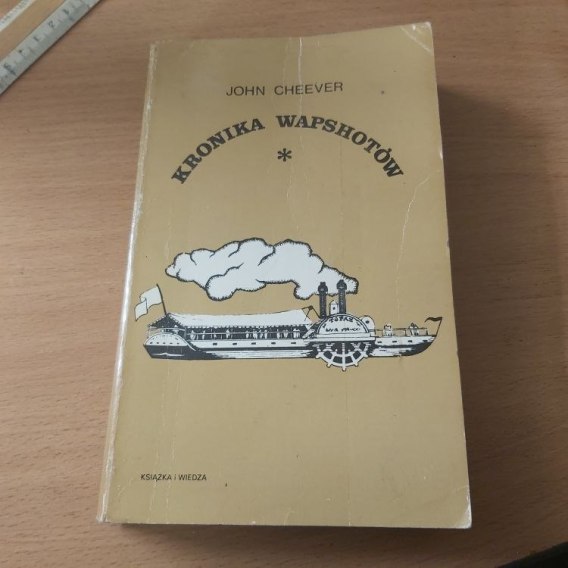 JOHN CHEEVER
KRONIKA WAPSHOTÓW
*
KSIĄŻKA I WIEDZA